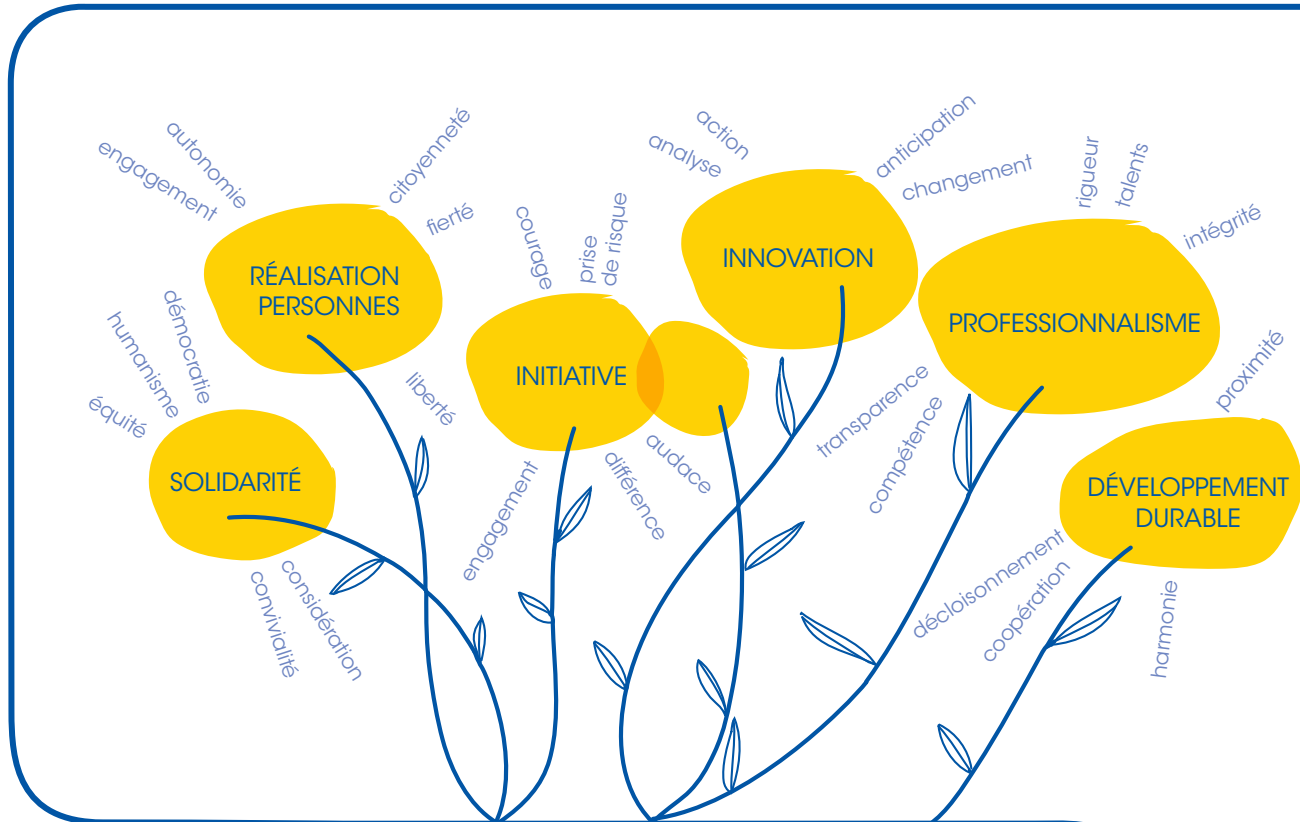 engagement
autonomie
citoyenneté
fierté
RÉALISATION
PERSONNES
liberté
équité
humanisme
démocratie
SOLIDARITÉ
convivialité
considération
courage
prise
de risque
INITIATIVE
engagement
différence
audace
analyse
action
anticipation
changement
INNOVATION
rigueur
talents
intégrité
PROFESSIONNALISME
transparence
compétence
proximité
DÉVELOPPEMENT
DURABLE
décloisonnement
coopération
harmonie